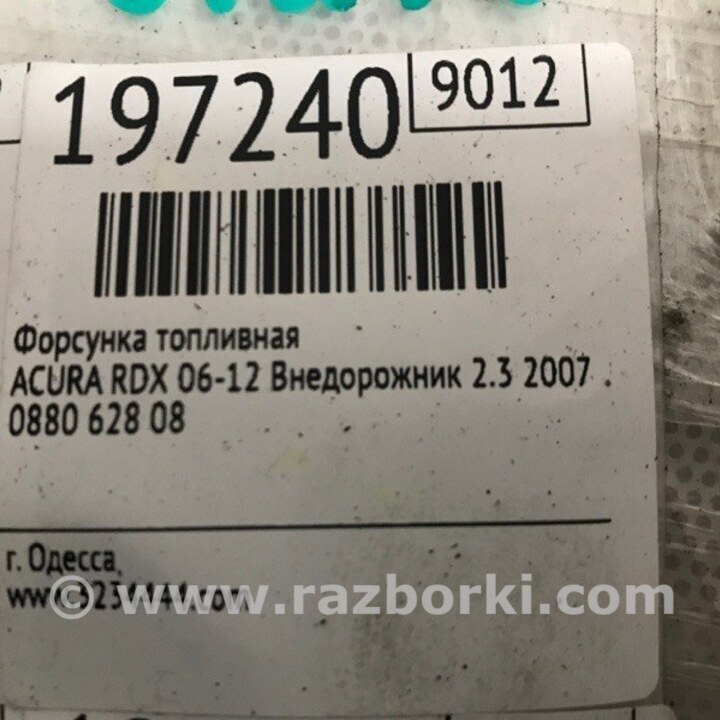 197240
9012
Форсунка топливная
ACURA RDX 06-12 Внедорожник 2.3 2007 .
0880 628 08
г. Одесса,
© www.razborki.com